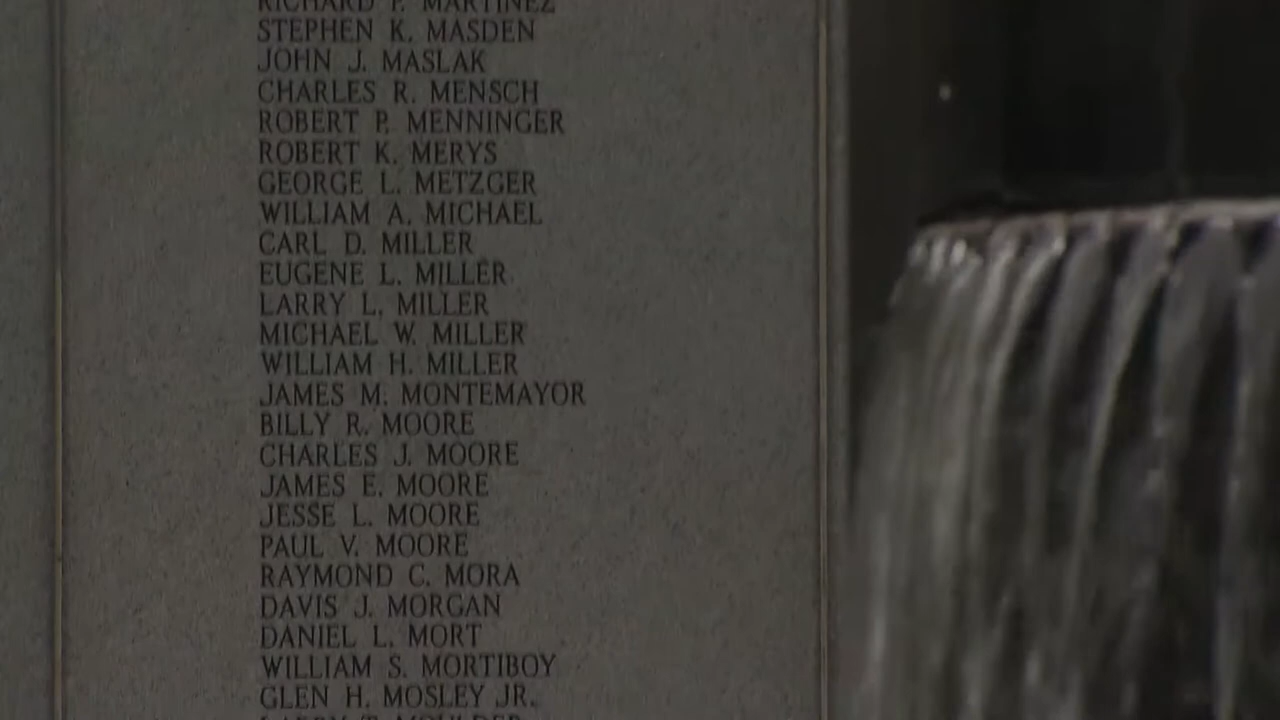 RICHARD P. MARTINEZ
STEPHEN K. MASDEN
JOHN J. MASLAK
CHARLES R. MENSCH
ROBERT P. MENNINGER
ROBERT K. MERYS
GEORGE L. METZGER
WILLIAM A. MICHAEL
CARL D. MILLER
EUGENE L. MILLER
LARRY L. MILLER
MICHAEL W. MILLER
WILLIAM H. MILLER
JAMES M. MONTEMAYOR
BILLY R. MOORE
CHARLES J. MOORE
JAMES E. MOORE
JESSE L. MOORE
PAUL V. MOORE
RAYMOND C. MORA
DAVIS J. MORGAN
DANIEL L. MORT
WILLIAM S. MORTIBOY
GLEN H. MOSLEY JR.